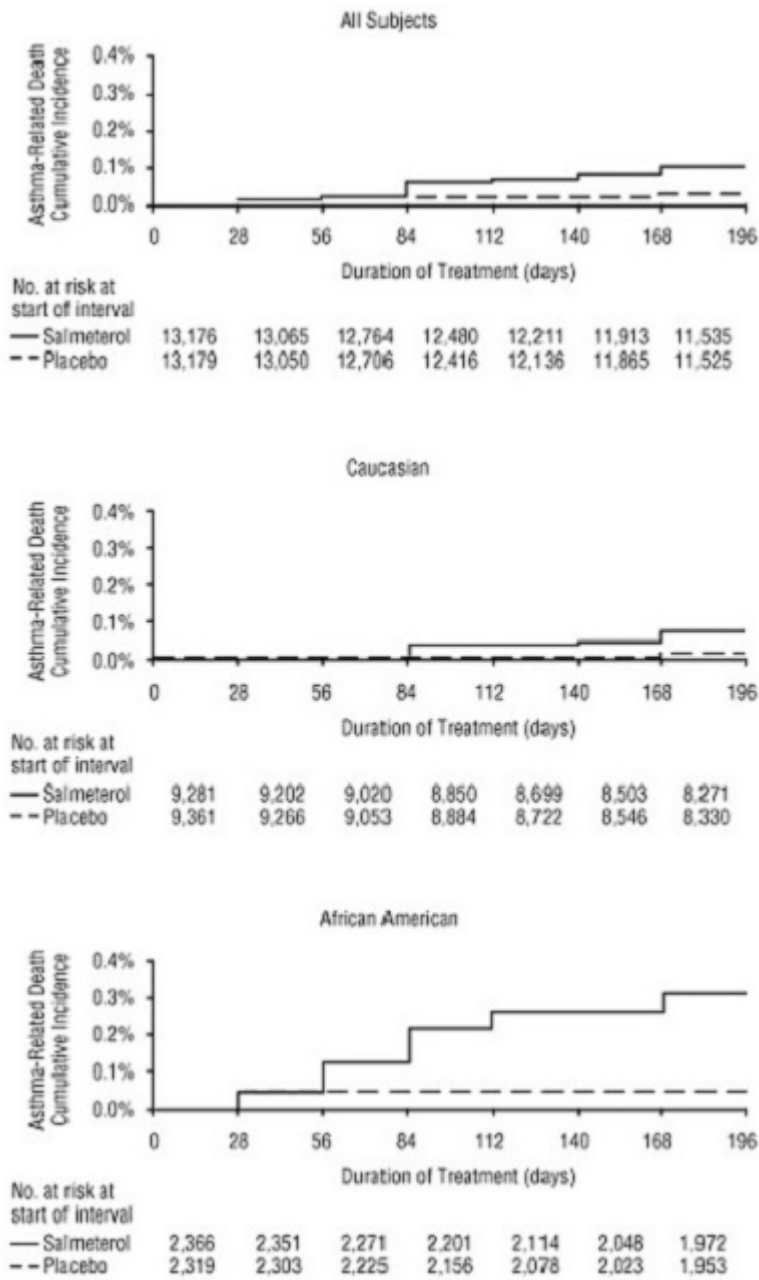 All Subjects
Asthma-Related Death
Cumulative Incidence
0.4%
0.3%
0.1%
0.0%
0 28 56 84 112 140 168 196
Duration of Treatment (days)
No. at risk at
start of interval
Salmeterol 13,176 13,065 12,764 12,480 12,211 11,913 11,535
Placebo 13,179 13,050 12,706 12,416 12,136 11,865 11,525
Caucasian
Asthma-Related Death
Cumulative Incidence
0.4%
0.3%
0.1%
0.0%
0 28 56 84 112 140 168 196
Duration of Treatment (days)
No. at risk at
start of interval
Salmeterol 9,281 9,202 9,020 8,850 8,699 8,503 8,271
Placebo 9,361 9,266 9,053 8,884 8,722 8,546 8,330
African American
Asthma-Related Death
Cumulative Incidence
0.4%
0.3%
0.1%
0.0%
0 28 56 84 112 140 168 196
Duration of Treatment (days)
No. at risk at
start of interval
Salmeterol 2,366 2,351 2,271 2,201 2,114 2,048 1,972
Placebo 2,319 2,303 2,225 2,156 2,078 2,023 1,953